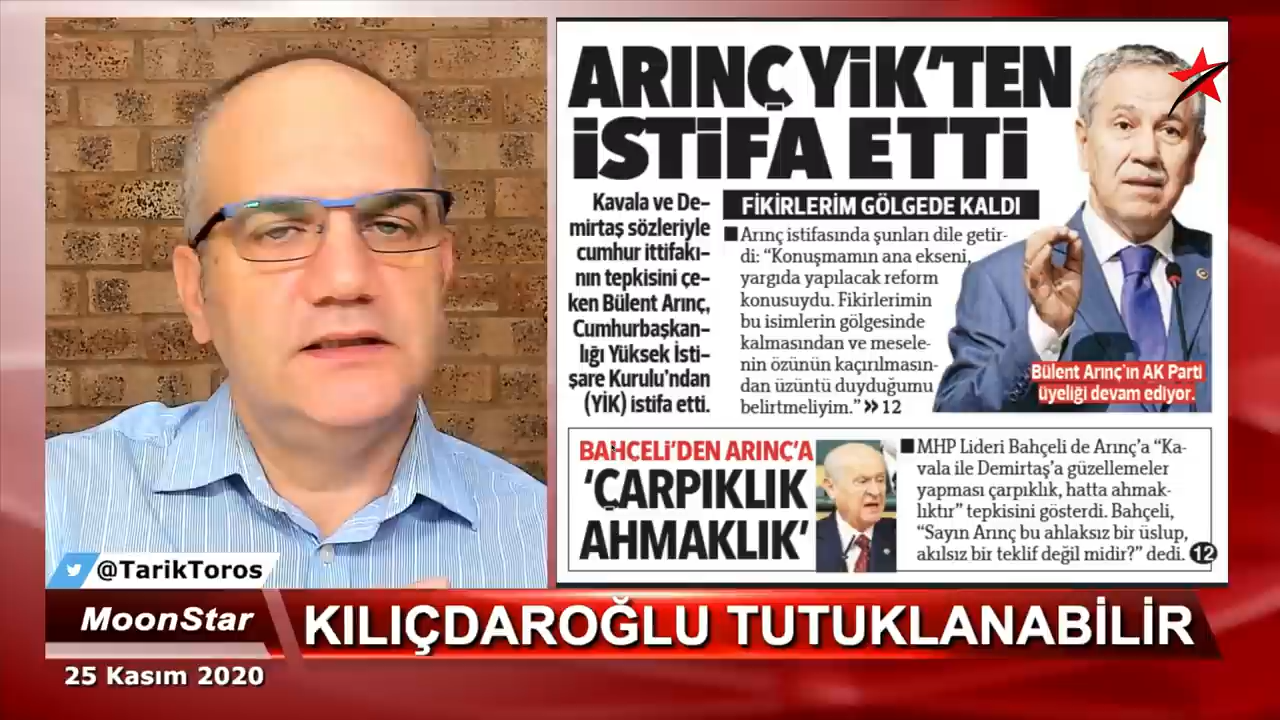 ARINÇ YİK'TEN
İSTİFA ETTİ
Kavala ve De-
mirtaş sözleriyle
cumhur ittifakı-
nın tepkisini çe-
ken Bülent Arınç,
Cumhurbaşkan-
lığı Yüksek İsti-
şare Kurulu'ndan
(YİK) istifa etti.
FİKİRLERİM GÖLGEDE KALDI
■ Arınç istifasında şunları dile getir-
di: “Konuşmamın ana ekseni,
yargıda yapılacak reform
konusuydu. Fikirlerimin
bu isimlerin gölgesinde
kalmasından ve mesele-
nin özünün kaçırılmasın-
dan üzüntü duyduğumu
belirtmeliyim.” » 12
Bülent Arınç'ın AK Parti
üyeliği devam ediyor.
BAHÇELİ'DEN ARINÇ'A
‘ÇARPIKLIK
AHMAKLIK’
■ MHP Lideri Bahçeli de Arınç'a “Ka-
vala ile Demirtaş'a güzellemeler
yapması çarpıklık, hatta ahmak-
lıktır” tepkisini gösterdi. Bahçeli,
“Sayın Arınç bu ahlaksız bir üslup,
akılsız bir teklif değil midir?” dedi. 12
@TarikToros
MoonStar
KILIÇDAROĞLU TUTUKLANABİLİR
25 Kasım 2020